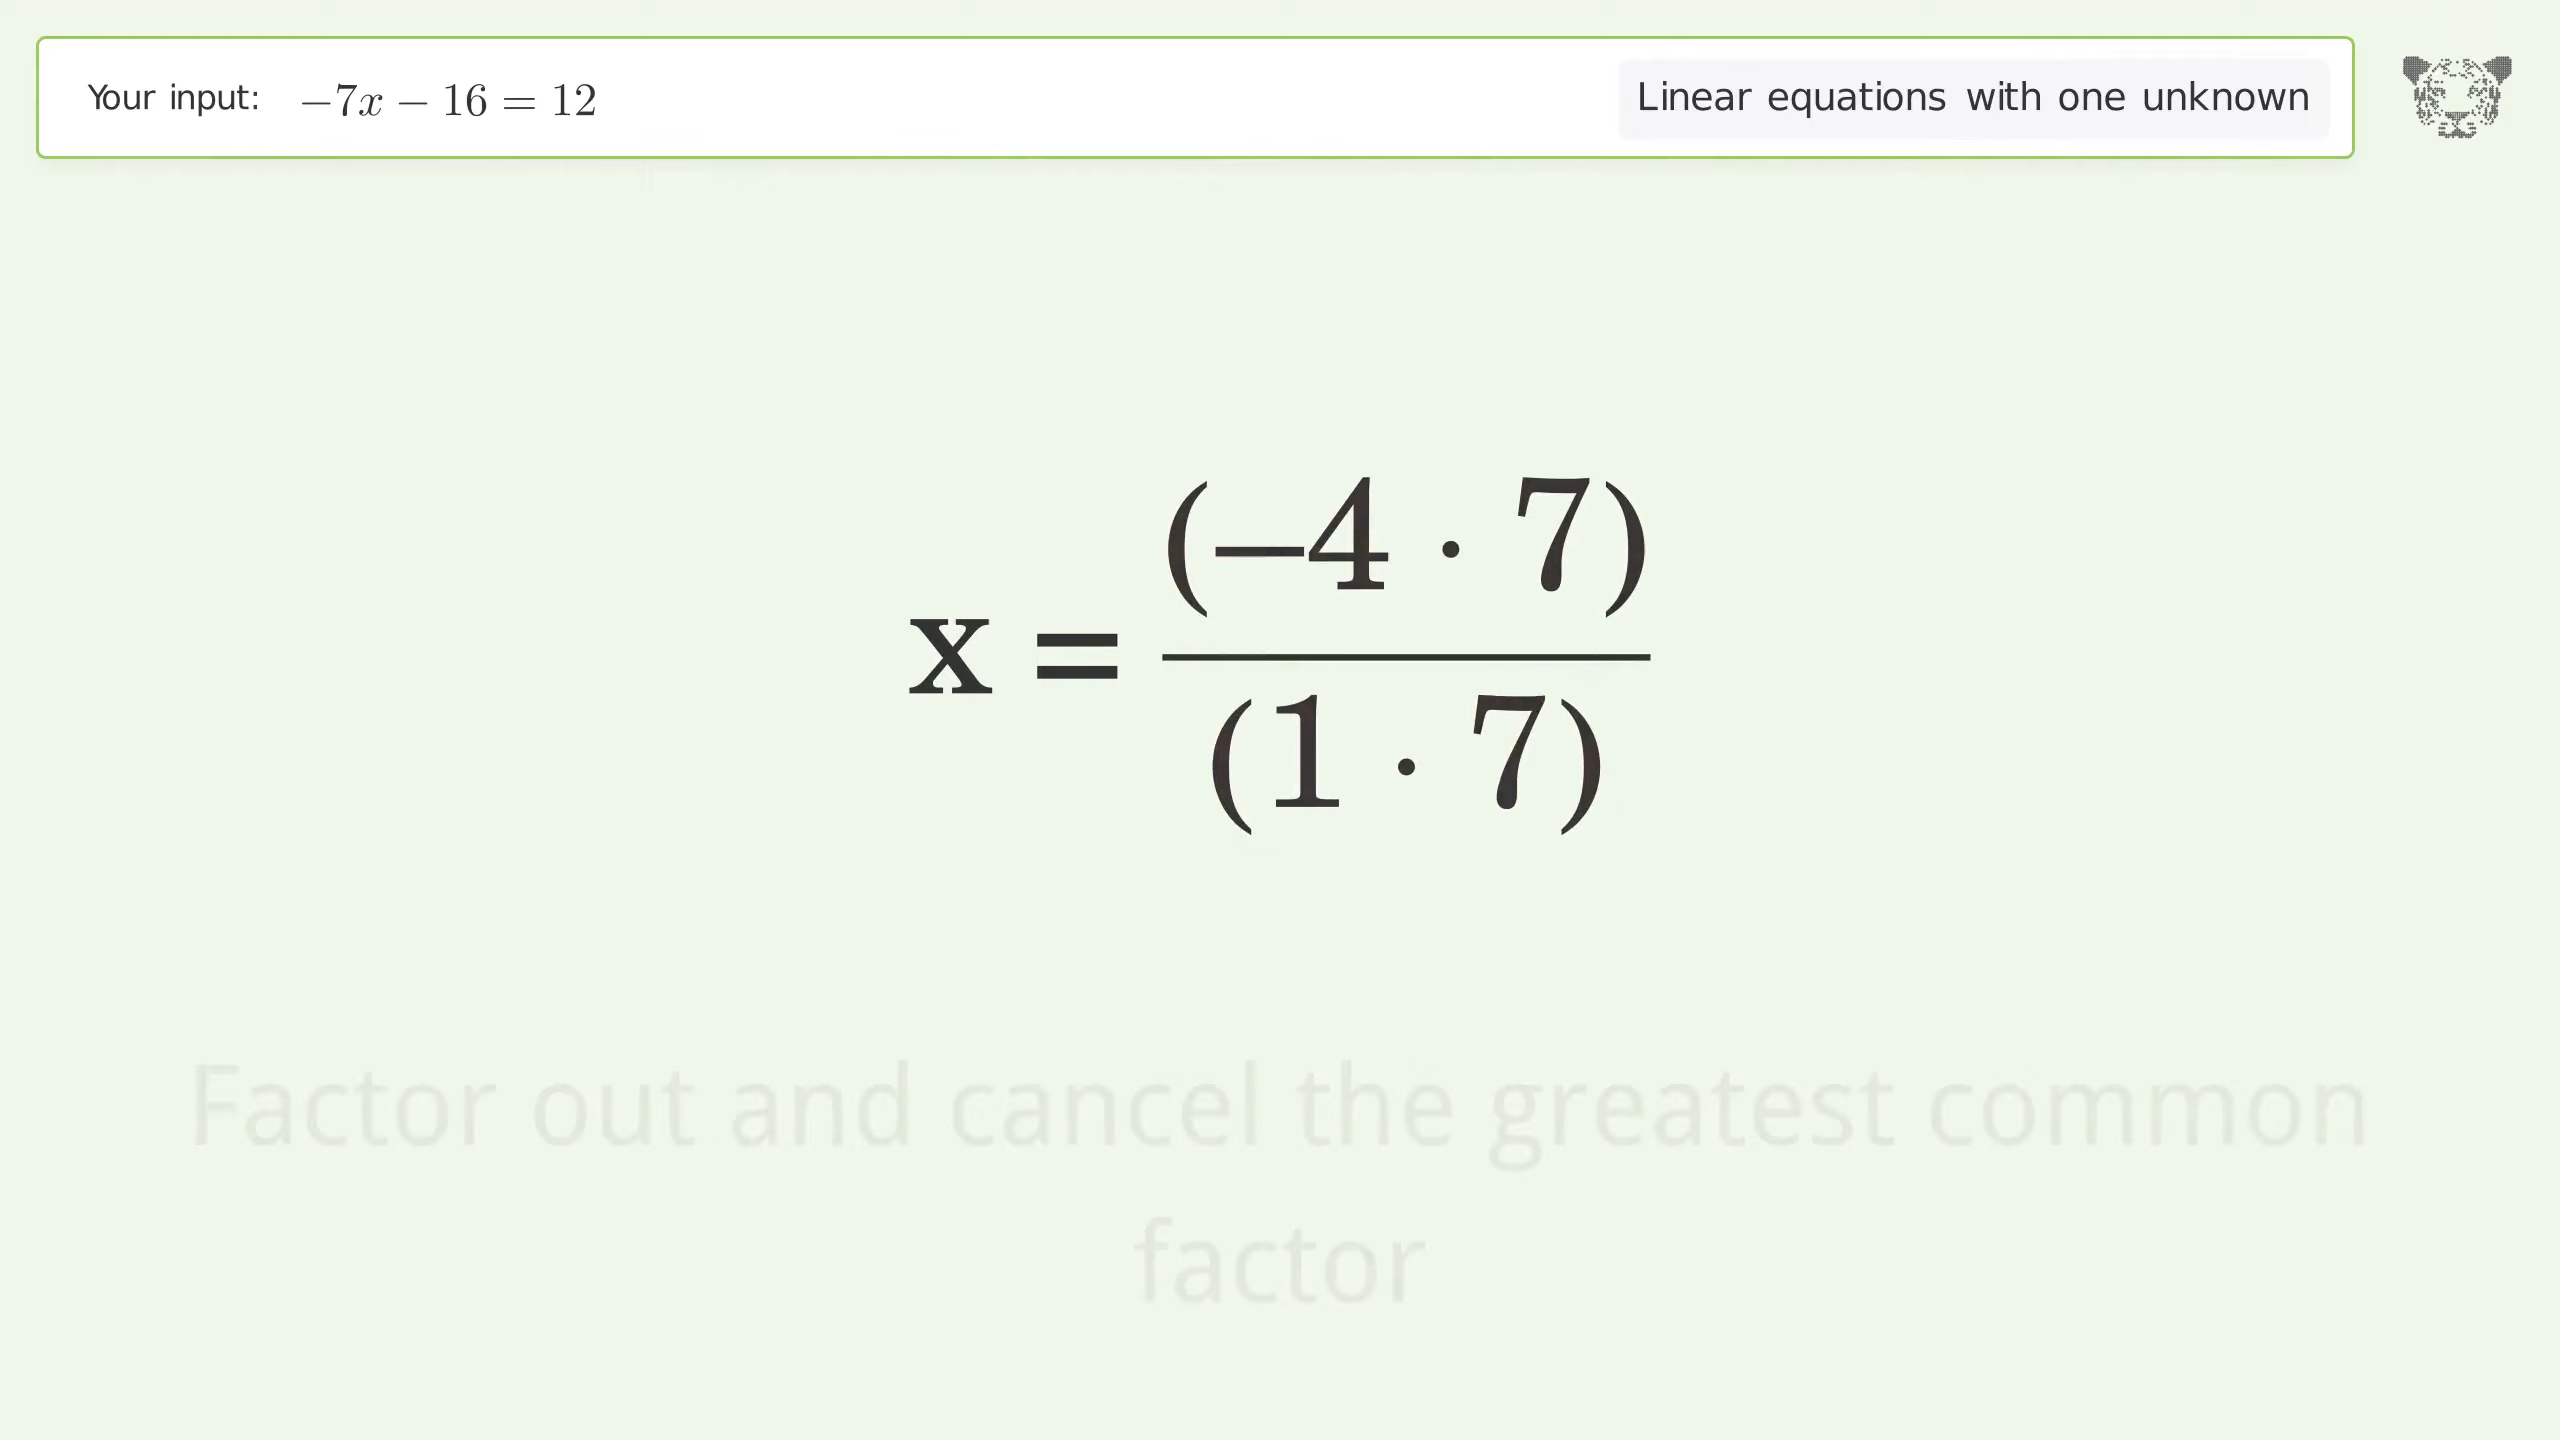 Your input: −7x − 16 = 12
Linear equations with one unknown
x = (−4 · 7) / (1 · 7)
Factor out and cancel the greatest common
factor